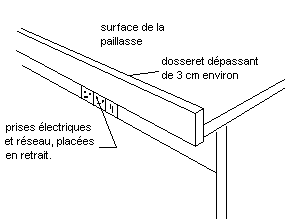 surface de la
paillasse
dosseret dépassant
de 3 cm environ
prises électriques
et réseau, placées
en retrait.